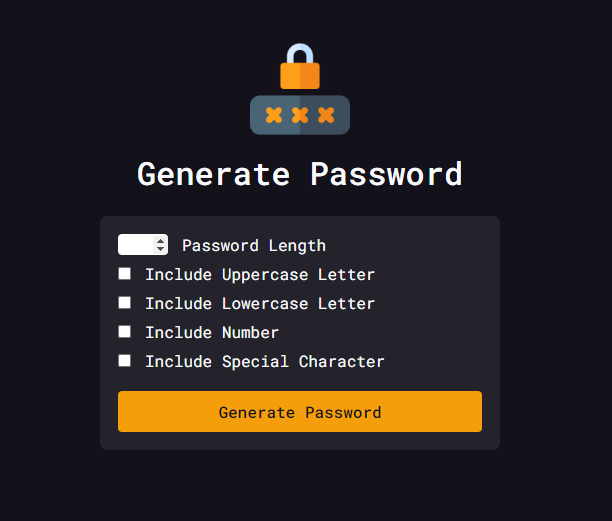 Generate Password
Password Length
Include Uppercase Letter
Include Lowercase Letter
Include Number
Include Special Character
Generate Password